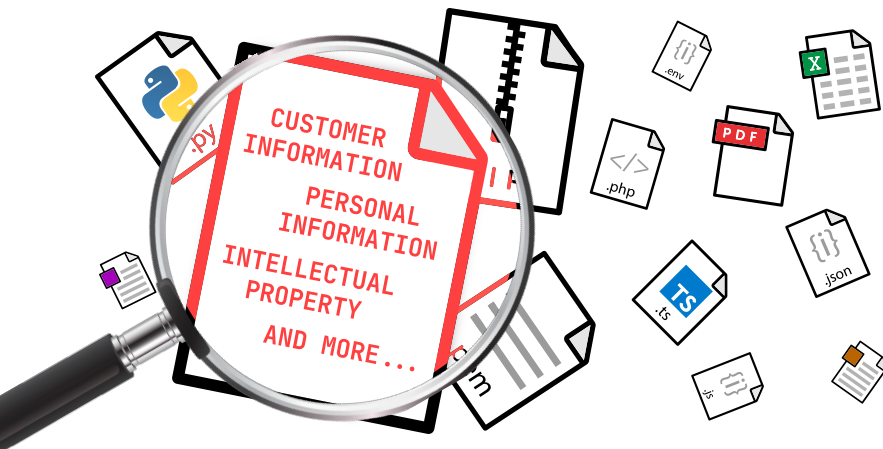 .py
CUSTOMER
INFORMATION
PERSONAL
INFORMATION
INTELLECTUAL
PROPERTY
AND MORE...
.env
X
PDF
</>
.php
{i}
.json
TS
.ts
{i}
.js
{i}